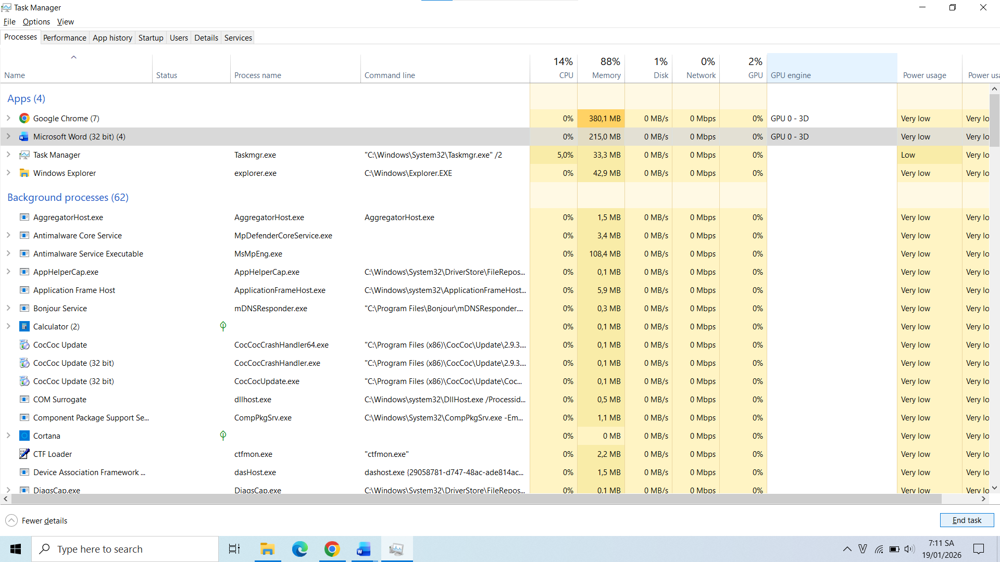 Task Manager
File Options View
Processes Performance App history Startup Users Details Services
14% 88% 1% 0% 2%
Name Status Process name Command line CPU Memory Disk Network GPU GPU engine Power usage Power usa
Apps (4)
Google Chrome (7) 0% 380,1 MB 0 MB/s 0 Mbps 0% GPU 0 - 3D Very low Very lo
Microsoft Word (32 bit) (4) 0% 215,0 MB 0 MB/s 0 Mbps 0% GPU 0 - 3D Very low Very lo
Task Manager Taskmgr.exe "C:\Windows\System32\Taskmgr.exe" /2 5,0% 33,3 MB 0 MB/s 0 Mbps 0% Low Very lo
Windows Explorer explorer.exe C:\Windows\Explorer.EXE 0% 42,9 MB 0 MB/s 0 Mbps 0% Very low Very lo
Background processes (62)
AggregatorHost.exe AggregatorHost.exe AggregatorHost.exe 0% 1,5 MB 0 MB/s 0 Mbps 0% Very low Very lo
Antimalware Core Service MpDefenderCoreService.exe 0% 3,4 MB 0 MB/s 0 Mbps 0% Very low Very lo
Antimalware Service Executable MsMpEng.exe 0% 108,4 MB 0 MB/s 0 Mbps 0% Very low Very lo
AppHelperCap.exe AppHelperCap.exe C:\Windows\System32\DriverStore\FileRepos... 0% 0,1 MB 0 MB/s 0 Mbps 0% Very low Very lo
Application Frame Host ApplicationFrameHost.exe C:\Windows\system32\ApplicationFrameHost... 0% 5,9 MB 0 MB/s 0 Mbps 0% Very low Very lo
Bonjour Service mDNSResponder.exe "C:\Program Files\Bonjour\mDNSResponder.... 0% 0,3 MB 0 MB/s 0 Mbps 0% Very low Very lo
Calculator (2) 0% 0,1 MB 0 MB/s 0 Mbps 0% Very low Very lo
CocCoc Update CocCocCrashHandler64.exe "C:\Program Files (x86)\CocCoc\Update\2.9.3.... 0% 0,1 MB 0 MB/s 0 Mbps 0% Very low Very lo
CocCoc Update (32 bit) CocCocCrashHandler.exe "C:\Program Files (x86)\CocCoc\Update\2.9.3.... 0% 0,1 MB 0 MB/s 0 Mbps 0% Very low Very lo
CocCoc Update (32 bit) CocCocUpdate.exe "C:\Program Files (x86)\CocCoc\Update\Coc... 0% 0,1 MB 0 MB/s 0 Mbps 0% Very low Very lo
COM Surrogate dllhost.exe C:\Windows\system32\DllHost.exe /Processid... 0% 0,5 MB 0 MB/s 0 Mbps 0% Very low Very lo
Component Package Support Se... CompPkgSrv.exe C:\Windows\System32\CompPkgSrv.exe -Em... 0% 1,1 MB 0 MB/s 0 Mbps 0% Very low Very lo
Cortana 0% 0 MB 0 MB/s 0 Mbps 0% Very low Very lo
CTF Loader ctfmon.exe "ctfmon.exe" 0% 2,2 MB 0 MB/s 0 Mbps 0% Very low Very lo
Device Association Framework ... dasHost.exe dashost.exe {29058781-d747-48ac-ade814ac... 0% 1,5 MB 0 MB/s 0 Mbps 0% Very low Very lo
DiagsCap.exe DiagsCap.exe C:\Windows\System32\DriverStore\FileRepos... 0% 0,1 MB 0 MB/s 0 Mbps 0% Very low Very lo
Fewer details End task
Type here to search 7:11 SA
19/01/2026